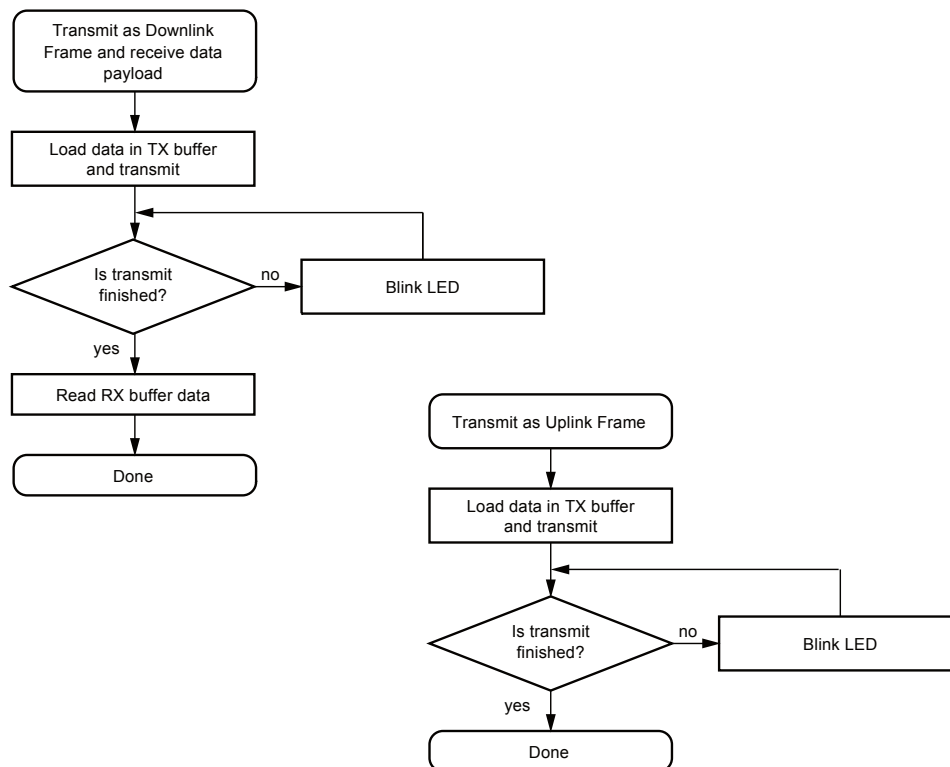 Transmit as Downlink
Frame and receive data
payload
Load data in TX buffer
and transmit
Is transmit
finished?
no
Blink LED
yes
Read RX buffer data
Done
Transmit as Uplink Frame
Load data in TX buffer
and transmit
Is transmit
finished?
no
Blink LED
yes
Done